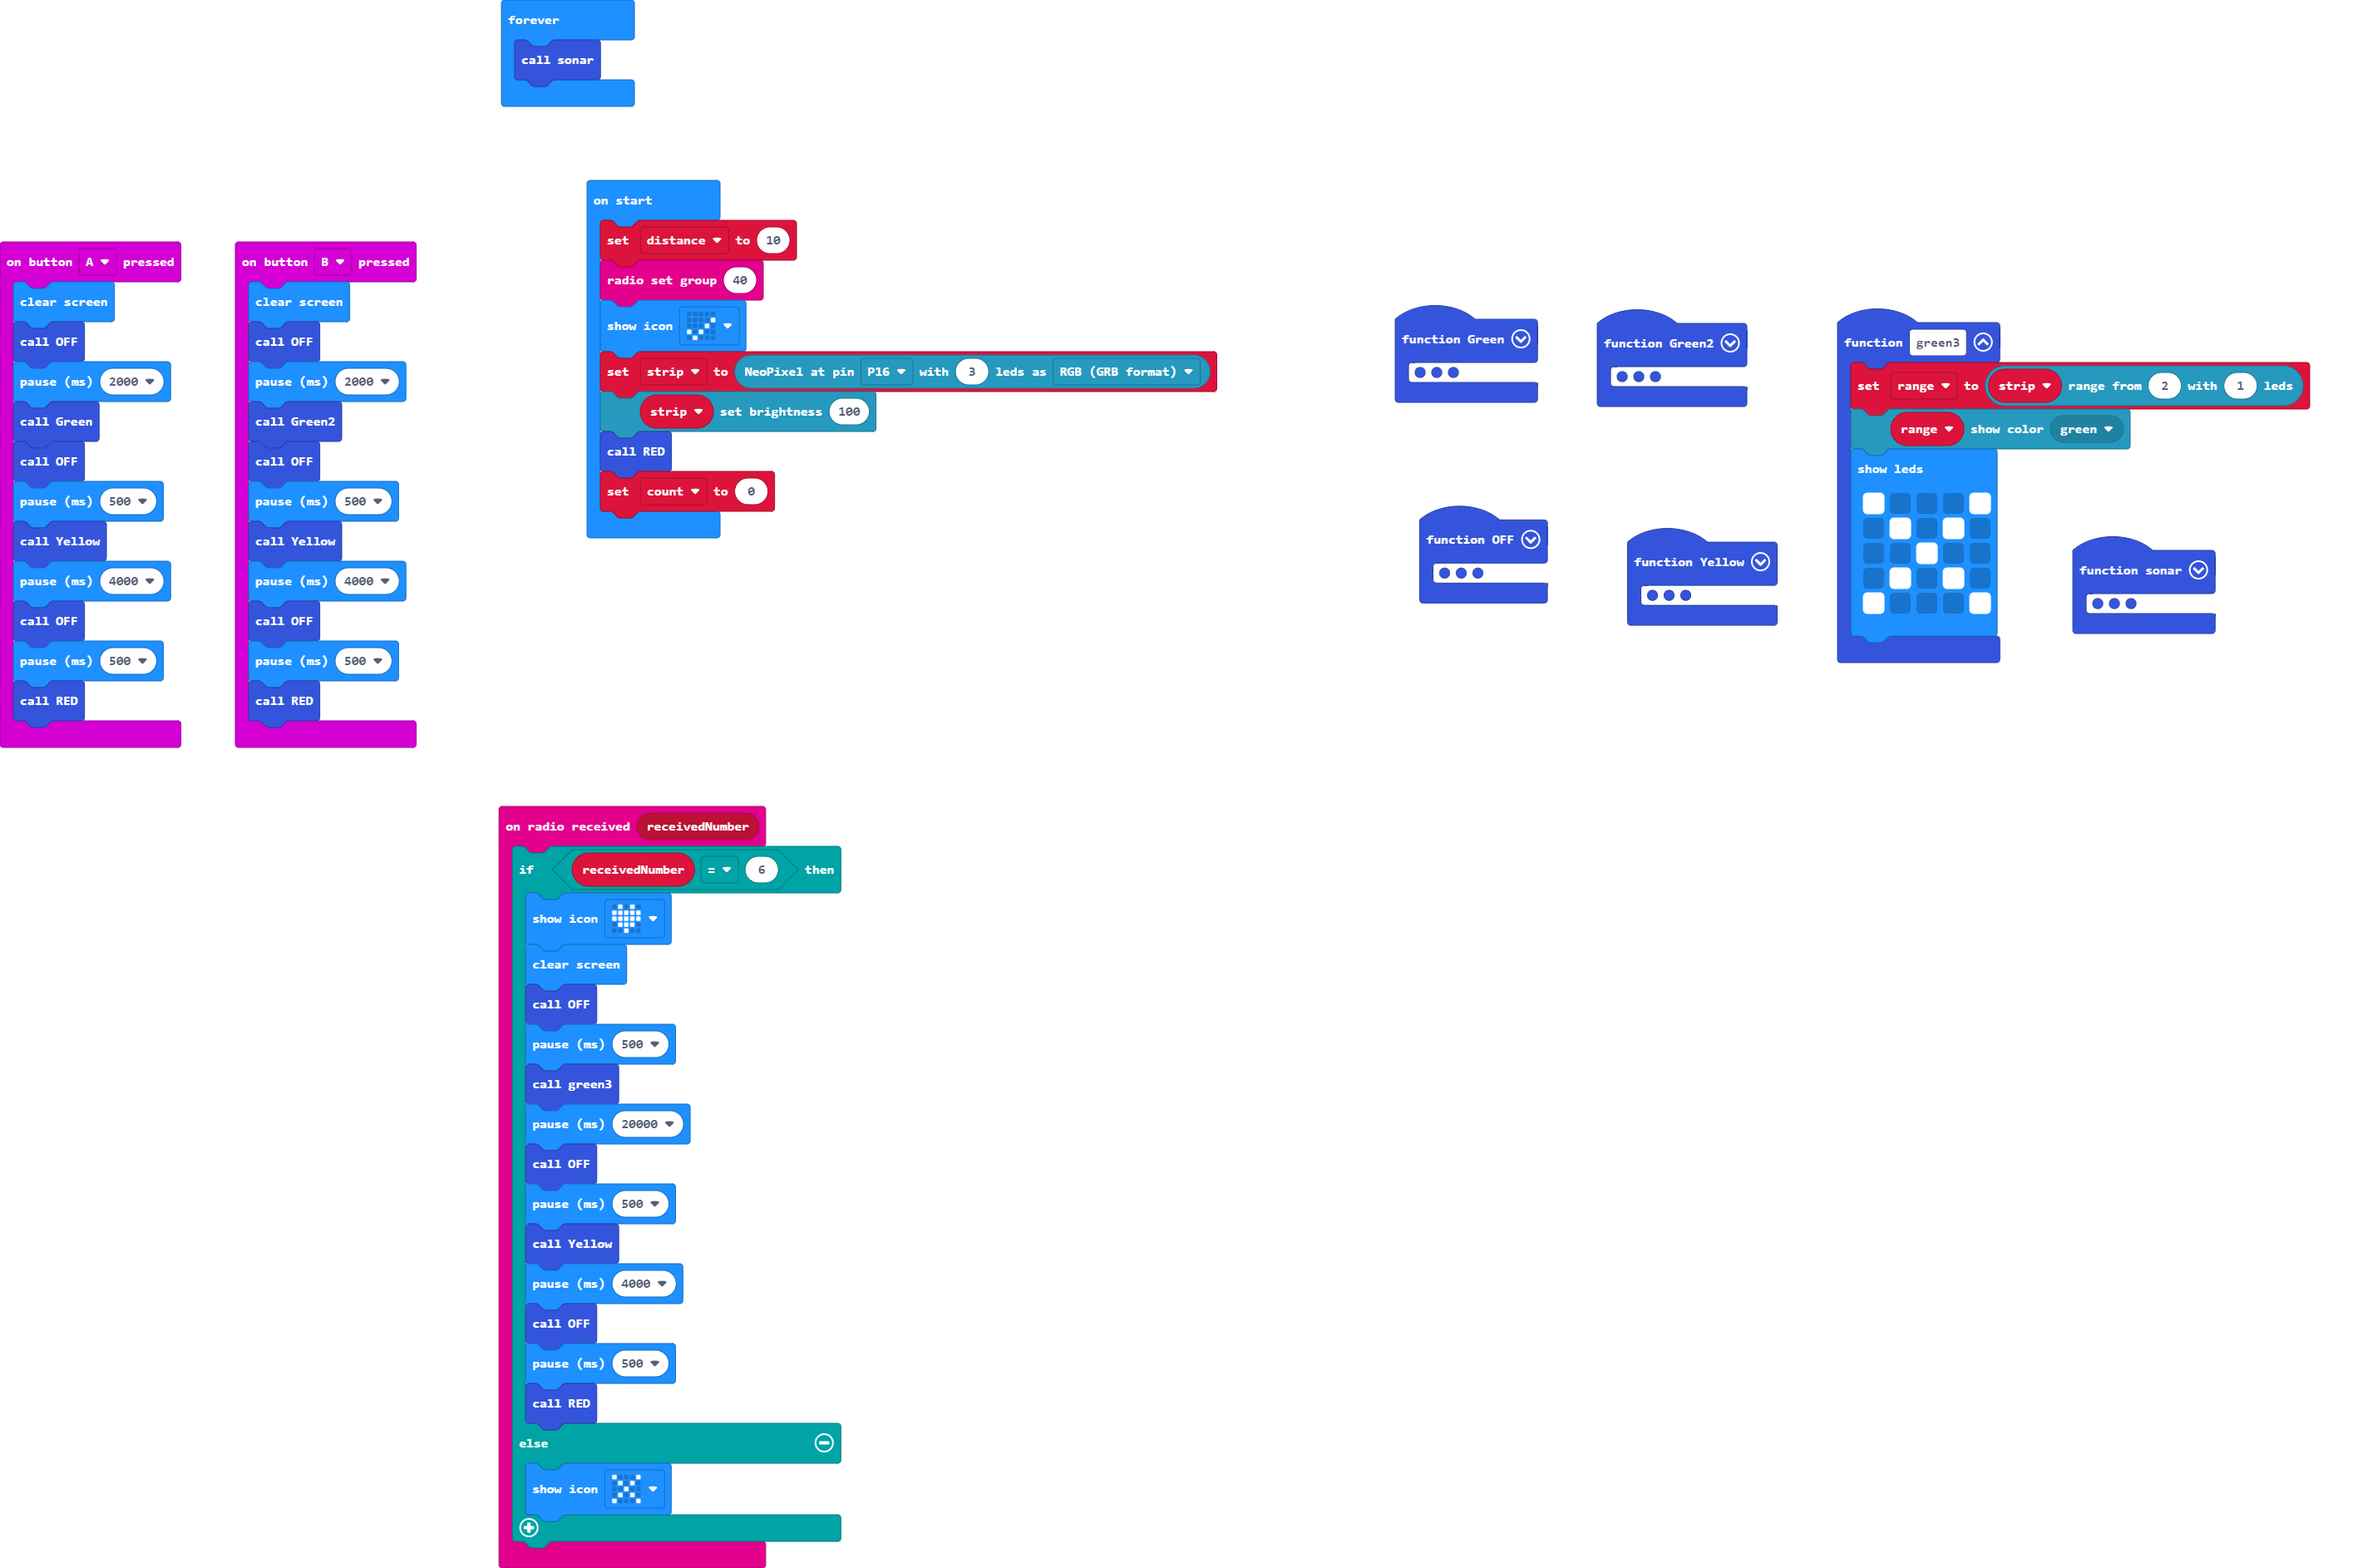 forever
call sonar
on start
set distance to 10
radio set group 40
show icon
set strip to NeoPixel at pin P16 with 3 leds as RGB (GRB format)
strip set brightness 100
call RED
set count to 0
on button A pressed
clear screen
call OFF
pause (ms) 2000
call Green
call OFF
pause (ms) 500
call Yellow
pause (ms) 4000
call OFF
pause (ms) 500
call RED
on button B pressed
clear screen
call OFF
pause (ms) 2000
call Green2
call OFF
pause (ms) 500
call Yellow
pause (ms) 4000
call OFF
pause (ms) 500
call RED
function Green
function Green2
function green3
set range to strip range from 2 with 1 leds
range show color green
show leds
function OFF
function Yellow
function sonar
on radio received receivedNumber
if receivedNumber = 6 then
show icon
clear screen
call OFF
pause (ms) 500
call green3
pause (ms) 20000
call OFF
pause (ms) 500
call Yellow
pause (ms) 4000
call OFF
pause (ms) 500
call RED
else
show icon